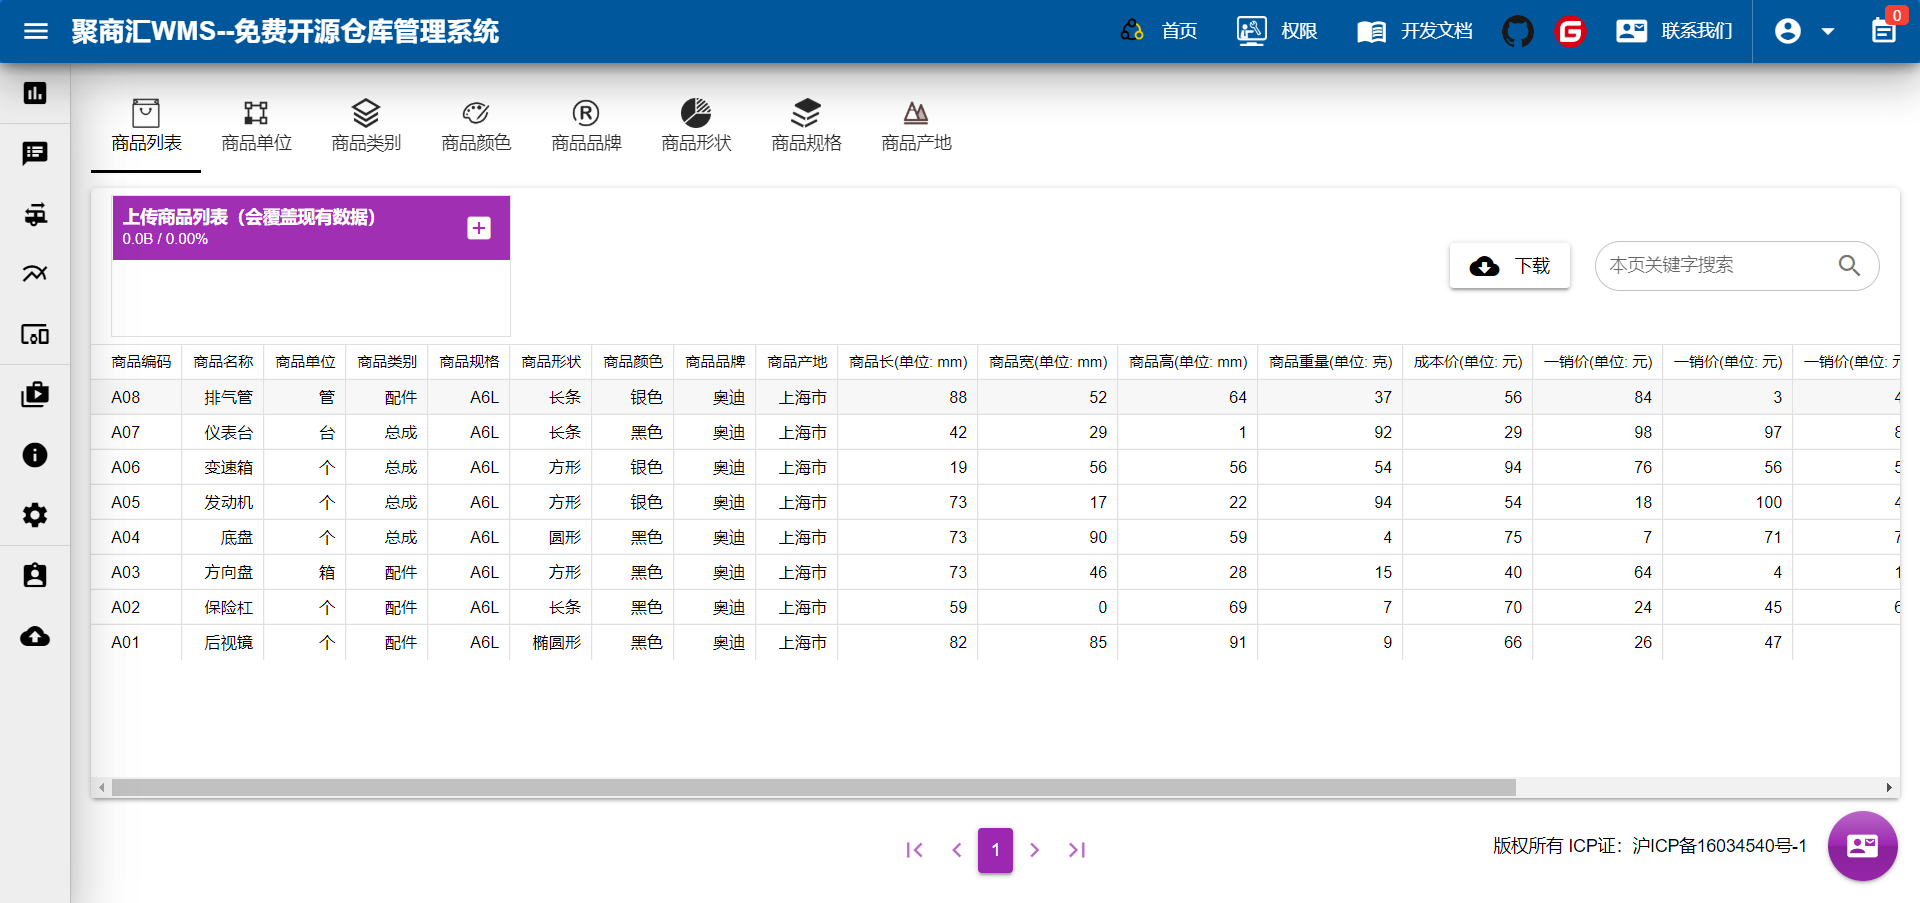 聚商汇WMS--免费开源仓库管理系统 首页 权限 开发文档 联系我们 0
商品列表 商品单位 商品类别 商品颜色 商品品牌 商品形状 商品规格 商品产地
上传商品列表（会覆盖现有数据）
0.0B / 0.00%
下载 本页关键字搜索
商品编码 商品名称 商品单位 商品类别 商品规格 商品形状 商品颜色 商品品牌 商品产地 商品长(单位: mm) 商品宽(单位: mm) 商品高(单位: mm) 商品重量(单位: 克) 成本价(单位: 元) 一销价(单位: 元) 一销价(单位: 元) 一销价(单位:
A08 排气管 管 配件 A6L 长条 银色 奥迪 上海市 88 52 64 37 56 84 3
A07 仪表台 台 总成 A6L 长条 黑色 奥迪 上海市 42 29 1 92 29 98 97
A06 变速箱 个 总成 A6L 方形 银色 奥迪 上海市 19 56 56 54 94 76 56
A05 发动机 个 总成 A6L 方形 银色 奥迪 上海市 73 17 22 94 54 18 100
A04 底盘 个 总成 A6L 圆形 黑色 奥迪 上海市 73 90 59 4 75 7 71
A03 方向盘 箱 配件 A6L 方形 黑色 奥迪 上海市 73 46 28 15 40 64 4
A02 保险杠 个 配件 A6L 长条 黑色 奥迪 上海市 59 0 69 7 70 24 45
A01 后视镜 个 配件 A6L 椭圆形 黑色 奥迪 上海市 82 85 91 9 66 26 47
1
版权所有 ICP证：沪ICP备16034540号-1